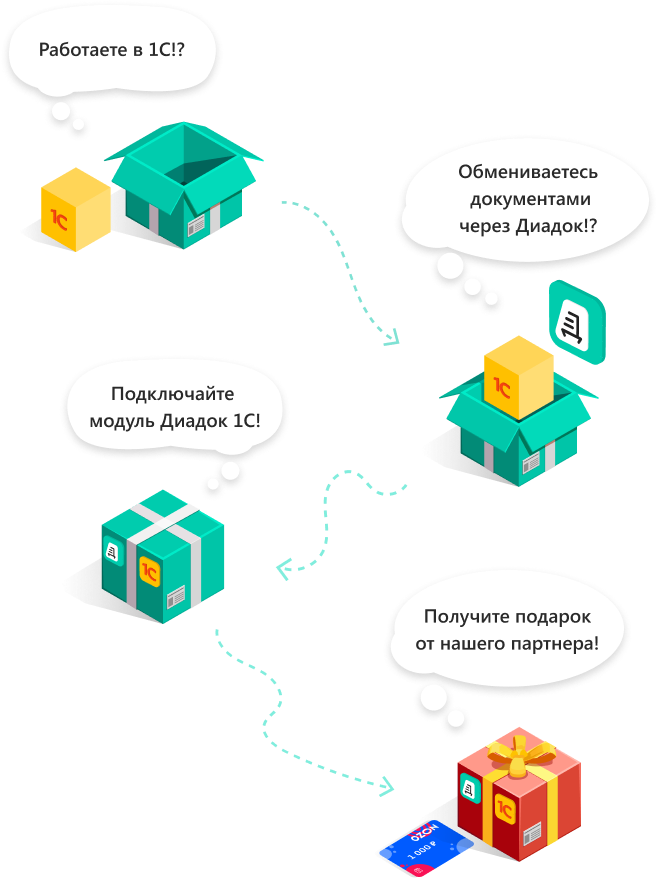 Работаете в 1С!?
1С
Обмениваетесь
документами
через Диадок!?
Д
1С
Подключайте
модуль Диадок 1С!
Д
1С
Получите подарок
от нашего партнера!
Д
1С
OZON
1 000 ₽